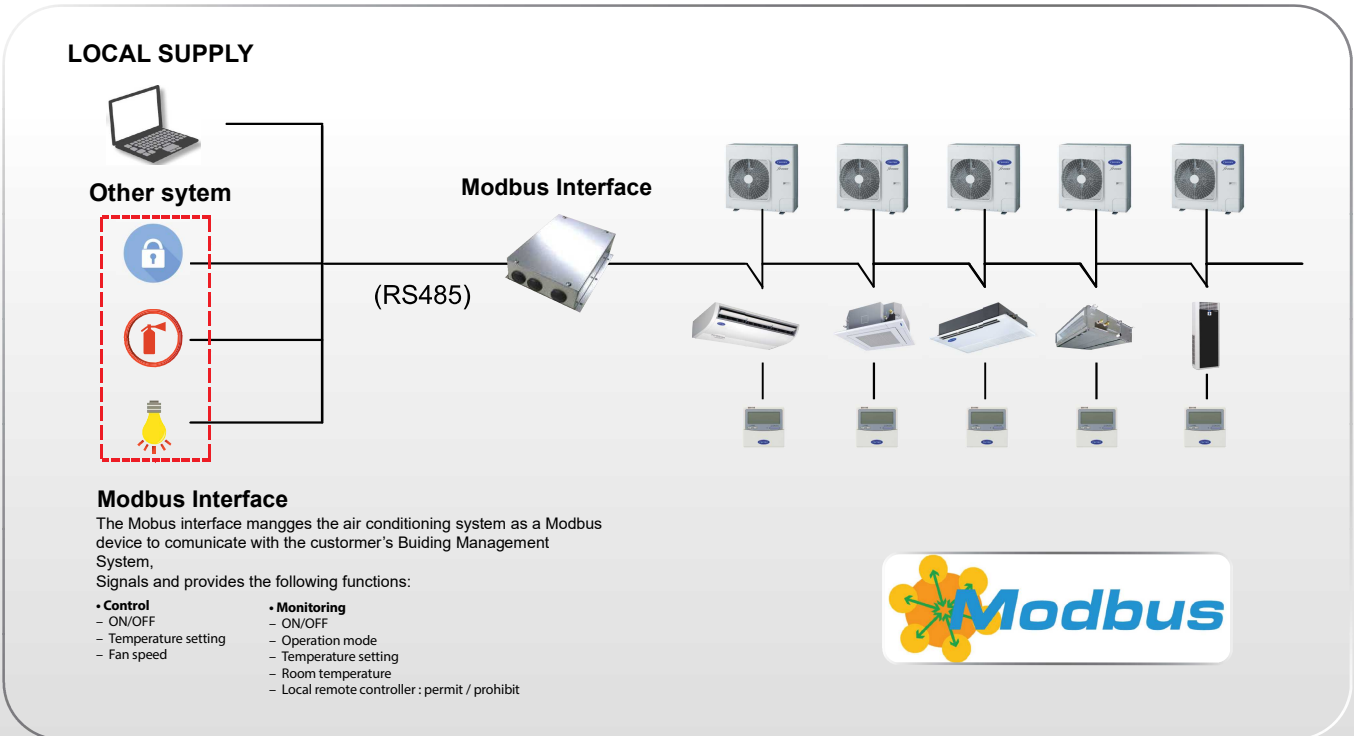 LOCAL SUPPLY
Other sytem
Modbus Interface
(RS485)
Modbus Interface
The Mobus interface mangges the air conditioning system as a Modbus
device to comunicate with the custormer's Buiding Management
System,
Signals and provides the following functions:
• Control
– ON/OFF
– Temperature setting
– Fan speed
• Monitoring
– ON/OFF
– Operation mode
– Temperature setting
– Room temperature
– Local remote controller : permit / prohibit
Modbus